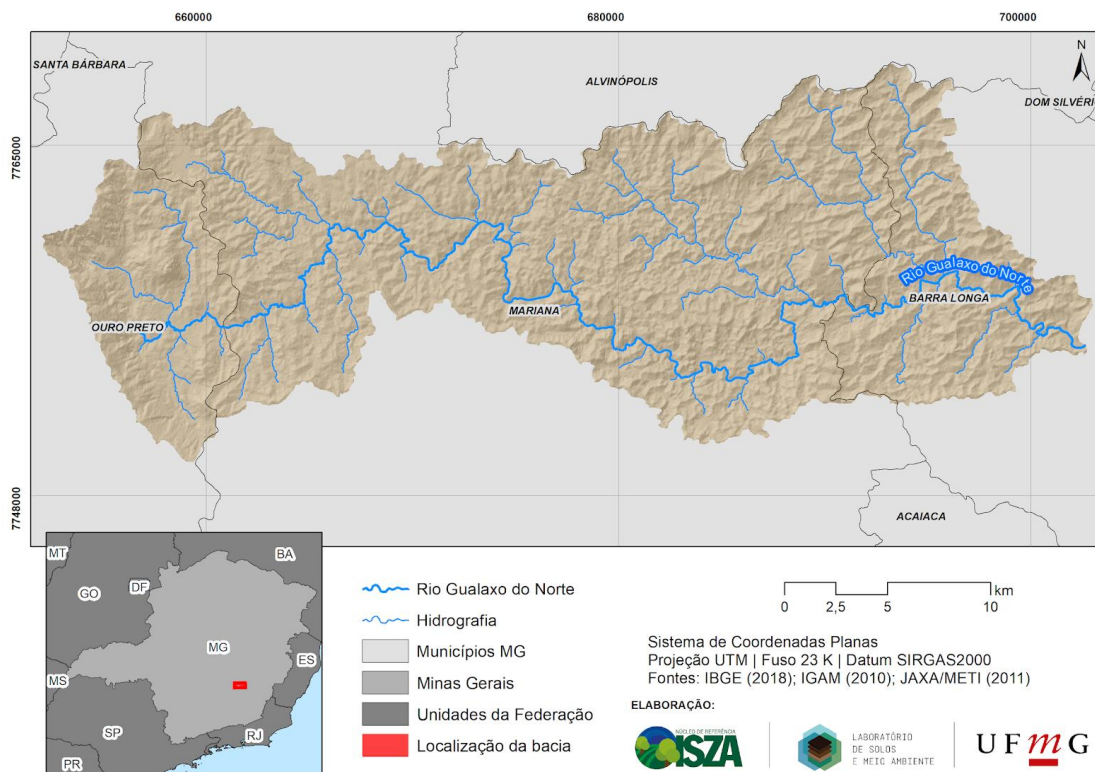 660000
680000
700000
SANTA BÁRBARA
ALVINÓPOLIS
N
DOM SILVÉRIO
7765000
Rio Gualaxo do Norte
OURO PRETO
MARIANA
BARRA LONGA
7748000
ACAIACA
MT
BA
GO
DF
MG
ES
MS
SP
RJ
PR
Rio Gualaxo do Norte
Hidrografia
Municípios MG
Minas Gerais
Unidades da Federação
Localização da bacia
km
0 2,5 5 10
Sistema de Coordenadas Planas
Projeção UTM | Fuso 23 K | Datum SIRGAS2000
Fontes: IBGE (2018); IGAM (2010); JAXA/METI (2011)
ELABORAÇÃO:
NÚCLEO DE REFERÊNCIA
ISZA
LABORATÓRIO
DE SOLOS
E MEIO AMBIENTE
UFmG